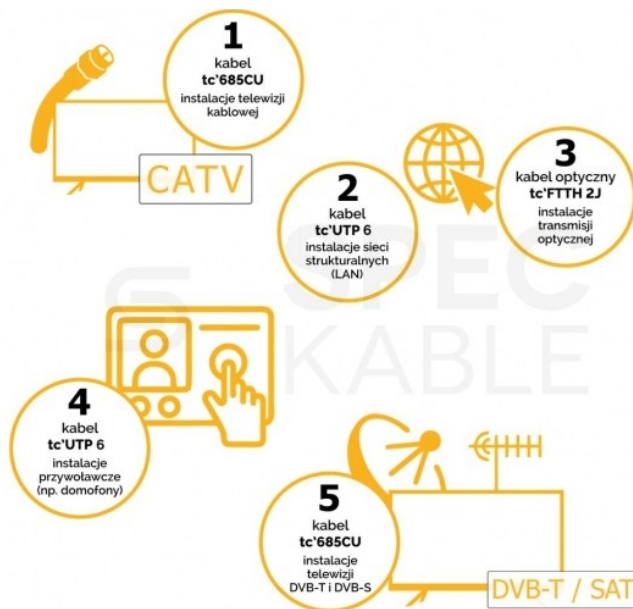 1
kabel
tc'685CU
instalacje telewizji
kablowej
CATV
2
kabel
tc'UTP 6
instalacje sieci
strukturalnych
(LAN)
3
kabel optyczny
tc'FTTH 2J
instalacje
transmisji
optycznej
SPEC
KABLE
4
kabel
tc'UTP 6
instalacje
przywoławcze
(np. domofony)
5
kabel
tc'685CU
instalacje
telewizji
DVB-T i DVB-S
DVB-T / SAT